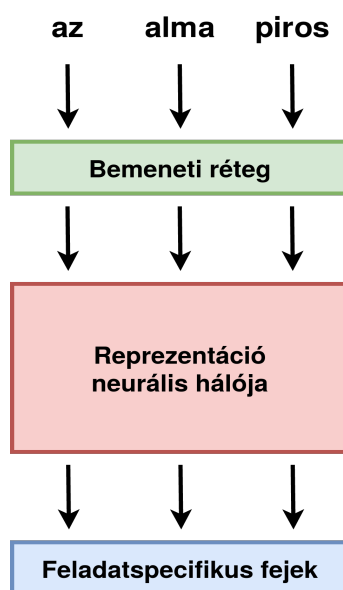 az alma piros
Bemeneti réteg
Reprezentáció
neurális hálója
Feladatspecifikus fejek